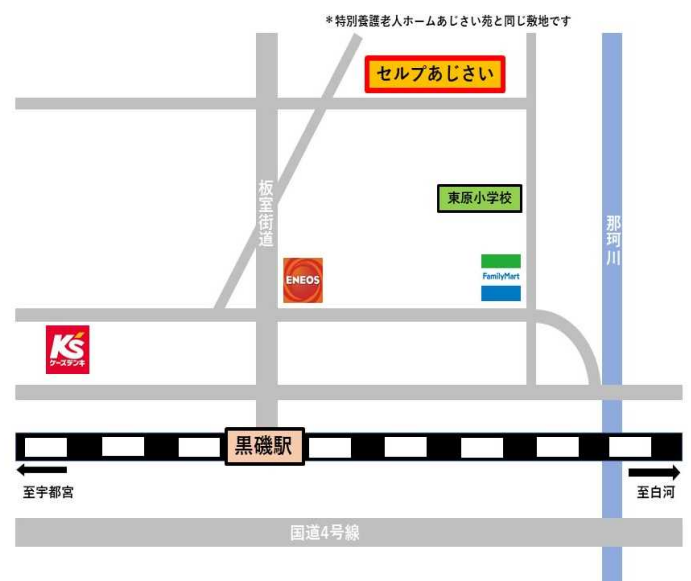 ＊特別養護老人ホームあじさい苑と同じ敷地です
セルプあじさい
東原小学校
板室街道
那珂川
ENEOS
FamilyMart
K's
ケーズデンキ
黒磯駅
至宇都宮
至白河
国道4号線